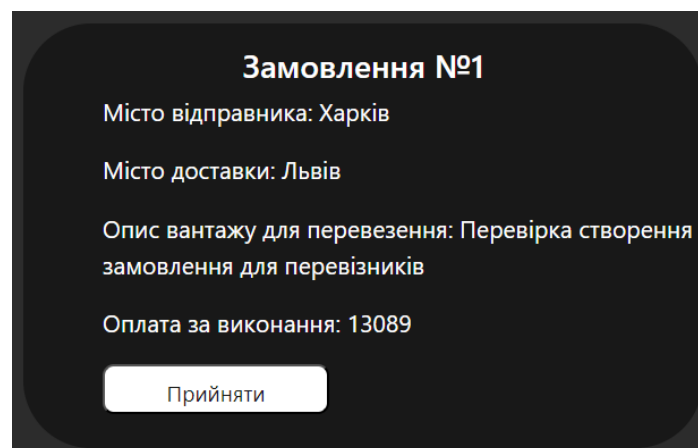 Замовлення №1
Місто відправника: Харків
Місто доставки: Львів
Опис вантажу для перевезення: Перевірка створення
замовлення для перевізників
Оплата за виконання: 13089
Прийняти